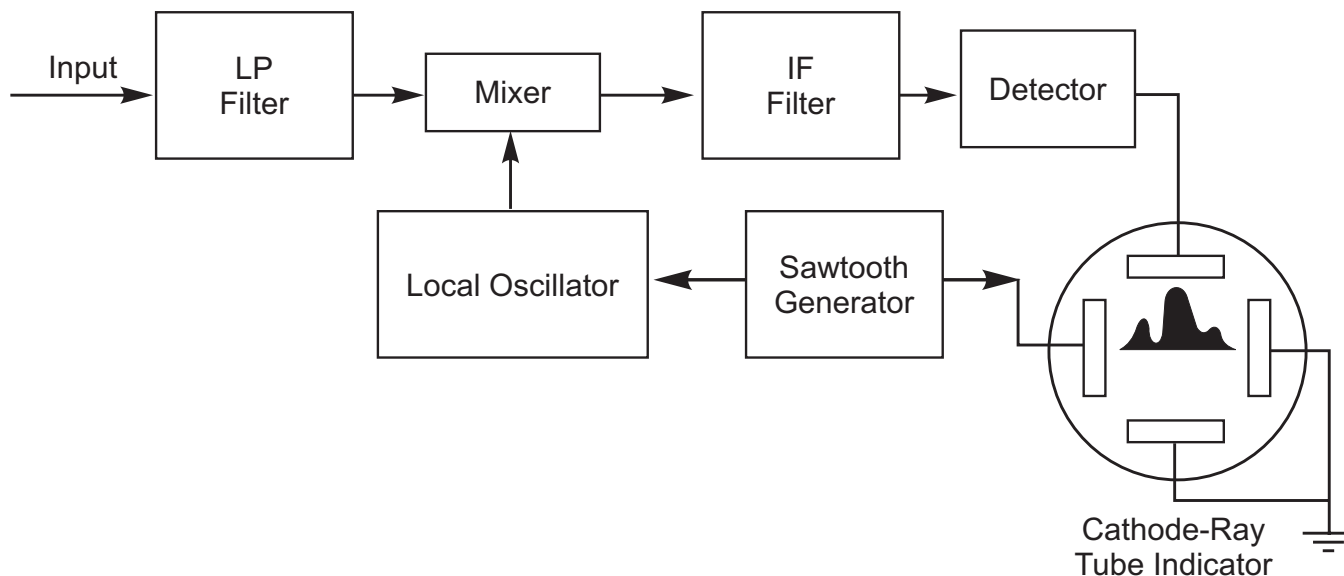 Input
LP
Filter
Mixer
IF
Filter
Detector
Local Oscillator
Sawtooth
Generator
Cathode-Ray
Tube Indicator